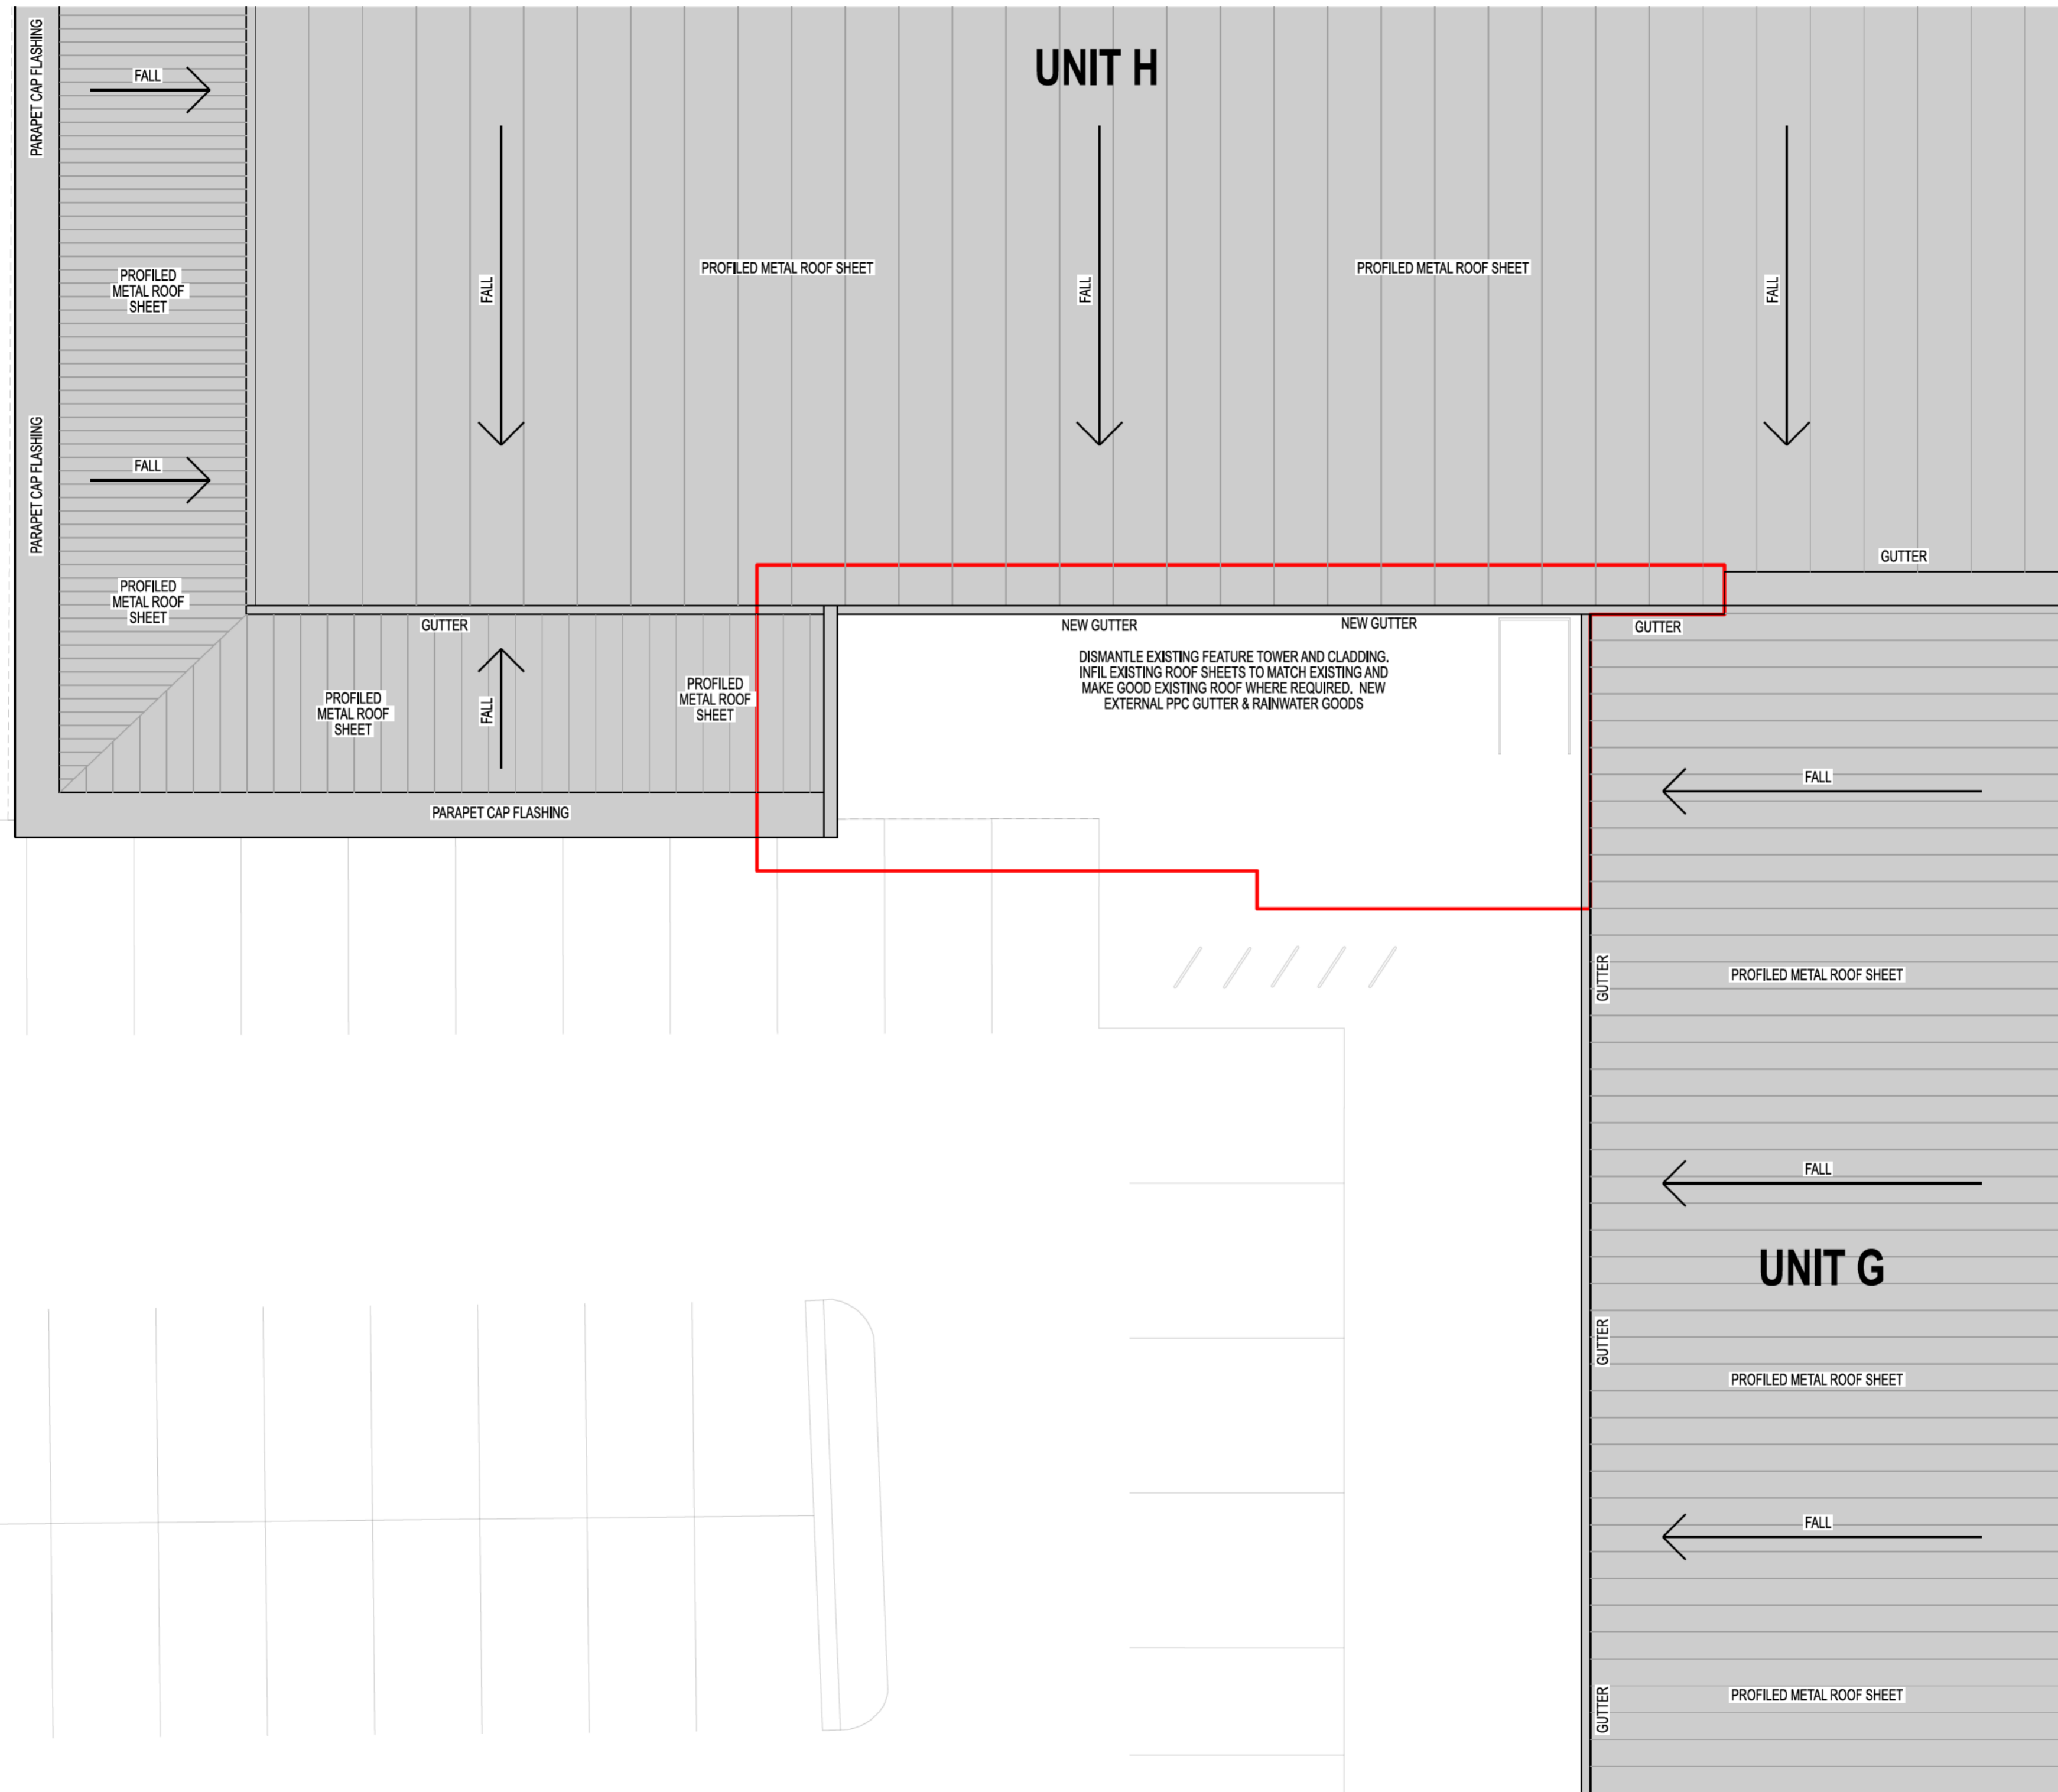 UNIT H
PARAPET CAP FLASHING
FALL
PROFILED
METAL ROOF
SHEET
FALL
PROFILED METAL ROOF SHEET
FALL
PROFILED METAL ROOF SHEET
FALL
PARAPET CAP FLASHING
FALL
PROFILED
METAL ROOF
SHEET
GUTTER
GUTTER
NEW GUTTER
NEW GUTTER
GUTTER
DISMANTLE EXISTING FEATURE TOWER AND CLADDING.
INFIL EXISTING ROOF SHEETS TO MATCH EXISTING AND
MAKE GOOD EXISTING ROOF WHERE REQUIRED. NEW
EXTERNAL PPC GUTTER & RAINWATER GOODS
PROFILED
METAL ROOF
SHEET
FALL
PROFILED
METAL ROOF
SHEET
PARAPET CAP FLASHING
FALL
GUTTER
PROFILED METAL ROOF SHEET
FALL
UNIT G
GUTTER
PROFILED METAL ROOF SHEET
FALL
GUTTER
PROFILED METAL ROOF SHEET